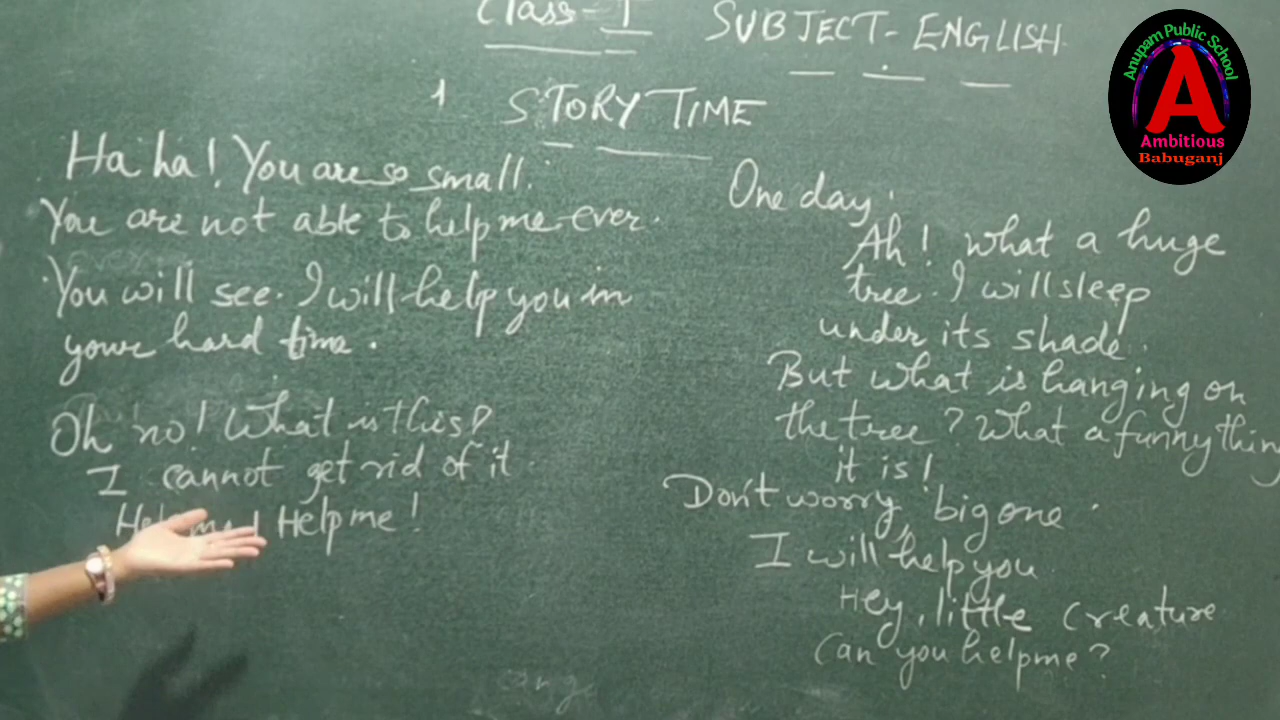 Class-I SUBJECT- ENGLISH
1 STORY TIME
Ha ha! You are so small.
You are not able to help me ever.
You will see. I will help you in
your hard time.
Oh no! What is this?
I cannot get rid of it
Help me! Help me!
One day.
Ah! what a huge
tree. I will sleep
under its shade.
But what is hanging on
the tree? What a funny thing
it is!
Don't worry, big one.
I will help you
Hey, little creature
Can you help me?
Anupam Public School
A
Ambitious
Babuganj